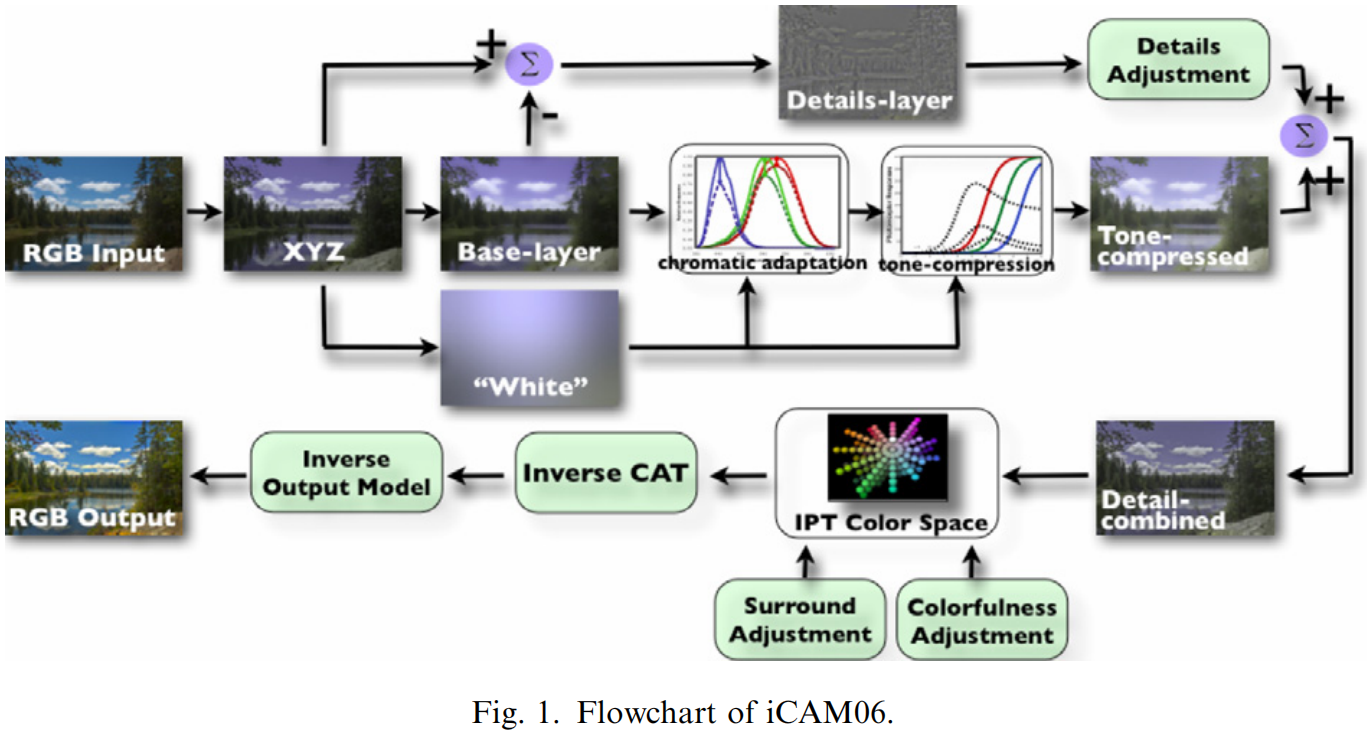 +
Σ
-
Details-layer
Details
Adjustment
+
Σ
+
RGB Input
XYZ
Base-layer
chromatic adaptation
tone-compression
Tone-
compressed
“White”
RGB Output
Inverse
Output Model
Inverse CAT
IPT Color Space
Detail-
combined
Surround
Adjustment
Colorfulness
Adjustment
Fig. 1. Flowchart of iCAM06.